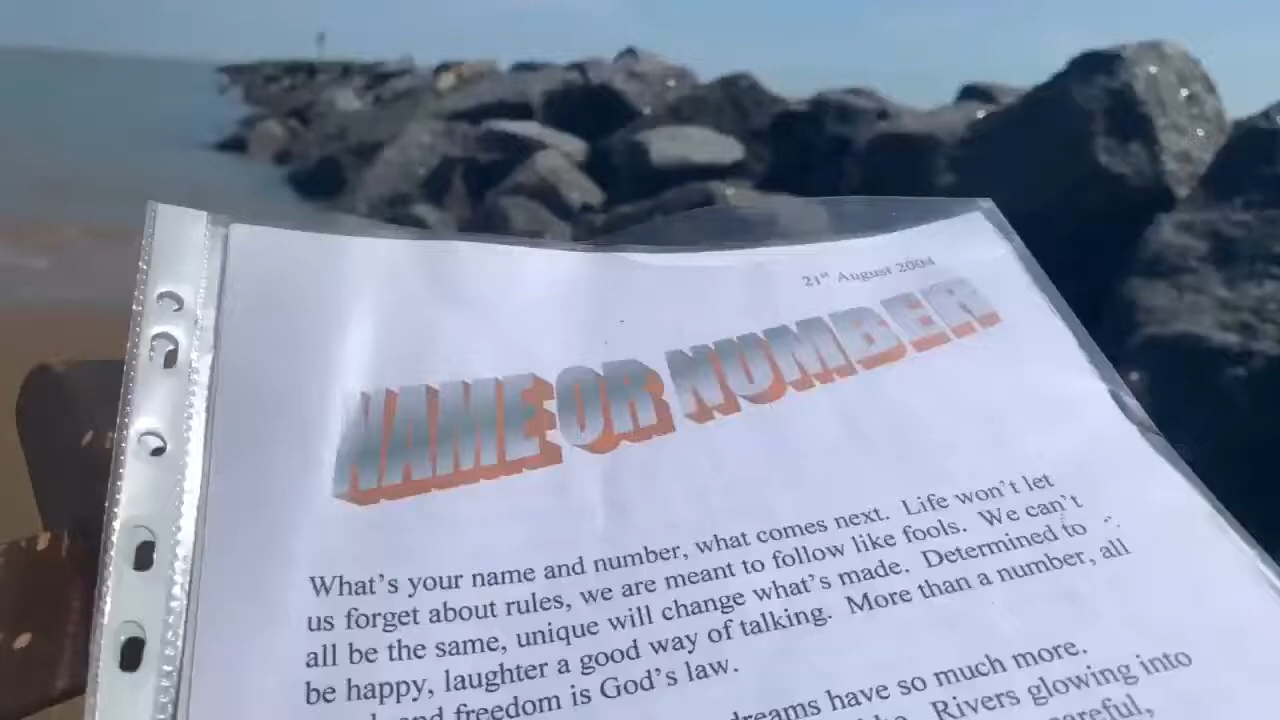 21st August 2004
NAME OR NUMBER
What's your name and number, what comes next. Life won't let
us forget about rules, we are meant to follow like fools. We can't
all be the same, unique will change what's made. Determined to
be happy, laughter a good way of talking. More than a number, all
and freedom is God's law.
dreams have so much more.
Rivers glowing into